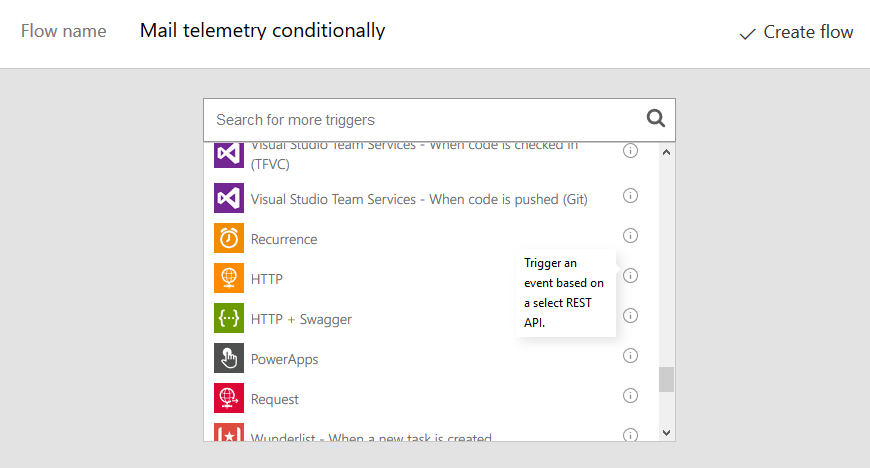 Flow name Mail telemetry conditionally Create flow
Search for more triggers
Visual Studio Team Services - When code is checked in
(TFVC)
Visual Studio Team Services - When code is pushed (Git)
Recurrence
HTTP
Trigger an
event based on
a select REST
API.
HTTP + Swagger
PowerApps
Request
Wunderlist - When a new task is created